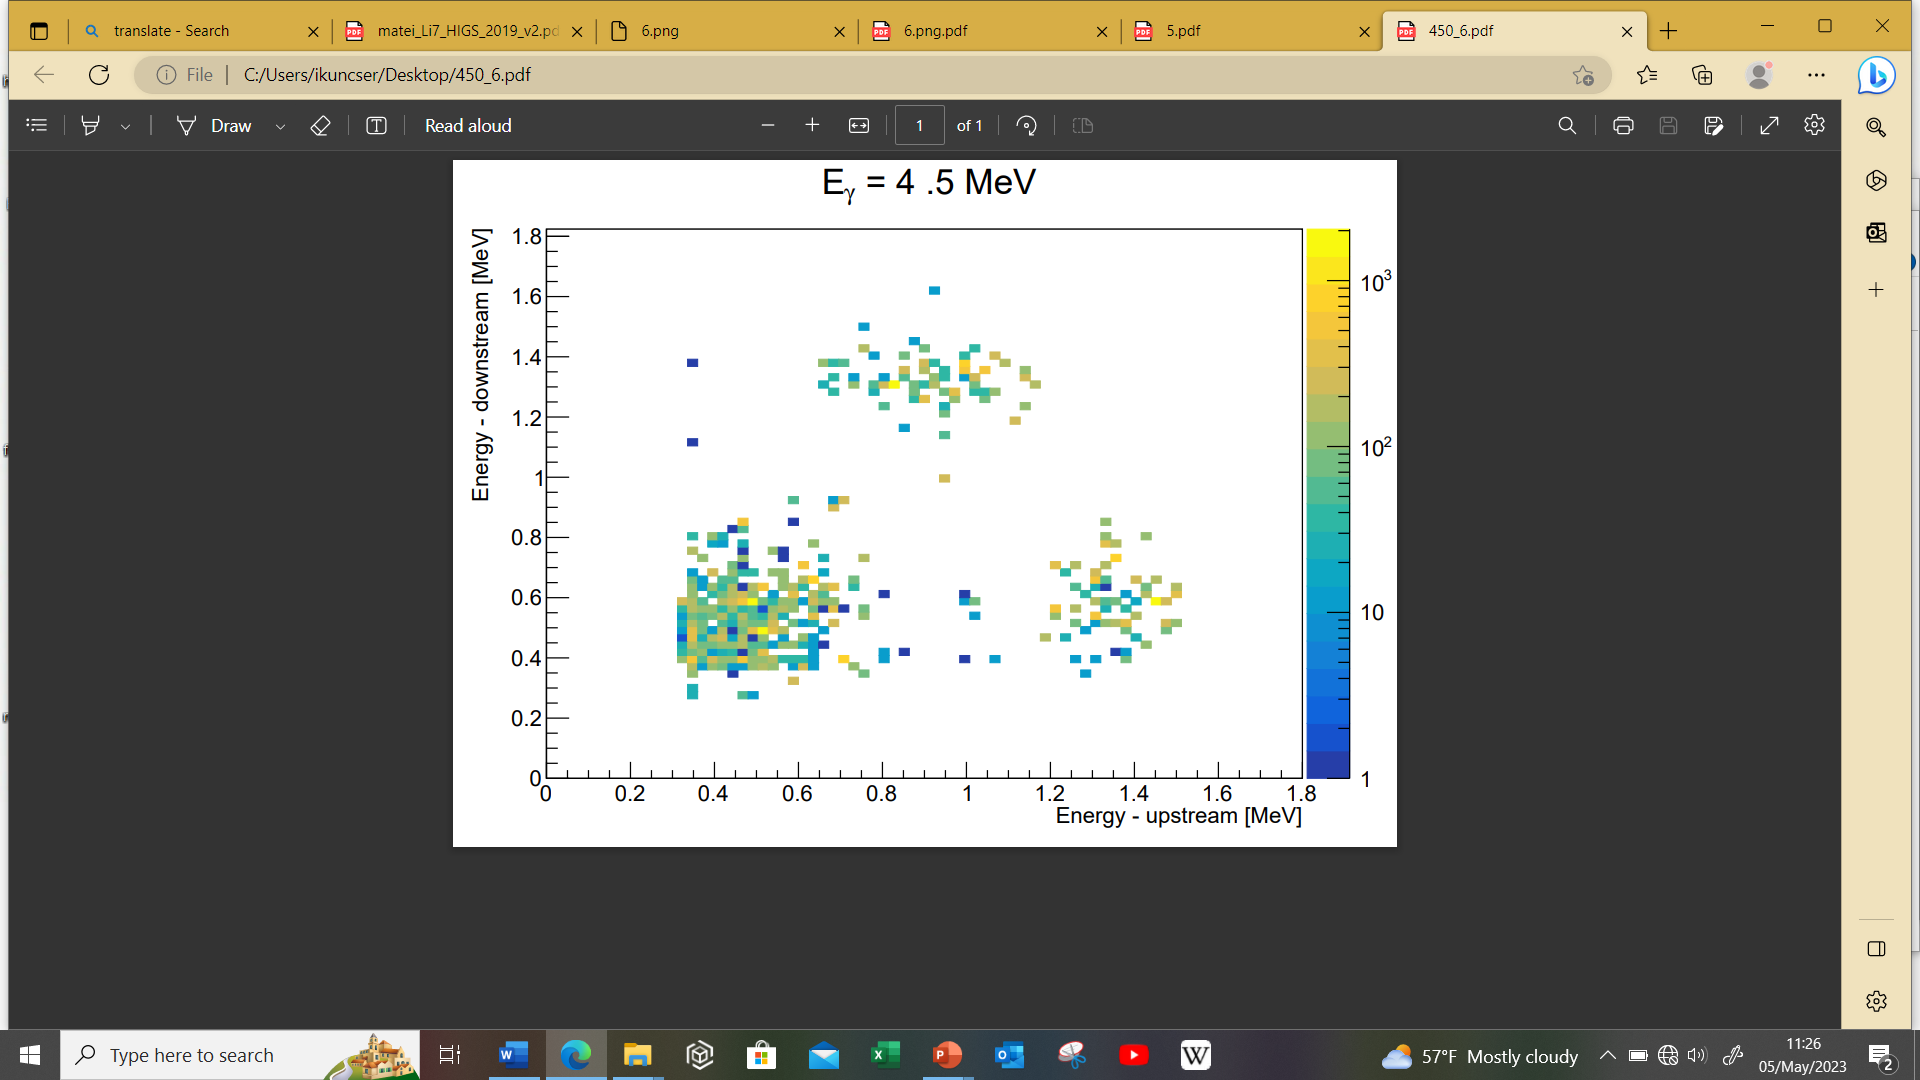 translate - Search
matei_Li7_HIGS_2019_v2.pd
6.png
6.png.pdf
5.pdf
450_6.pdf
File
C:/Users/ikuncser/Desktop/450_6.pdf
Draw
Read aloud
1
of 1
Eγ = 4 .5 MeV
Energy - downstream [MeV]
1.8
1.6
1.4
1.2
1
0.8
0.6
0.4
0.2
0
0 0.2 0.4 0.6 0.8 1 1.2 1.4 1.6 1.8
Energy - upstream [MeV]
10³
10²
10
1
Type here to search
57°F Mostly cloudy
11:26
05/May/2023
2